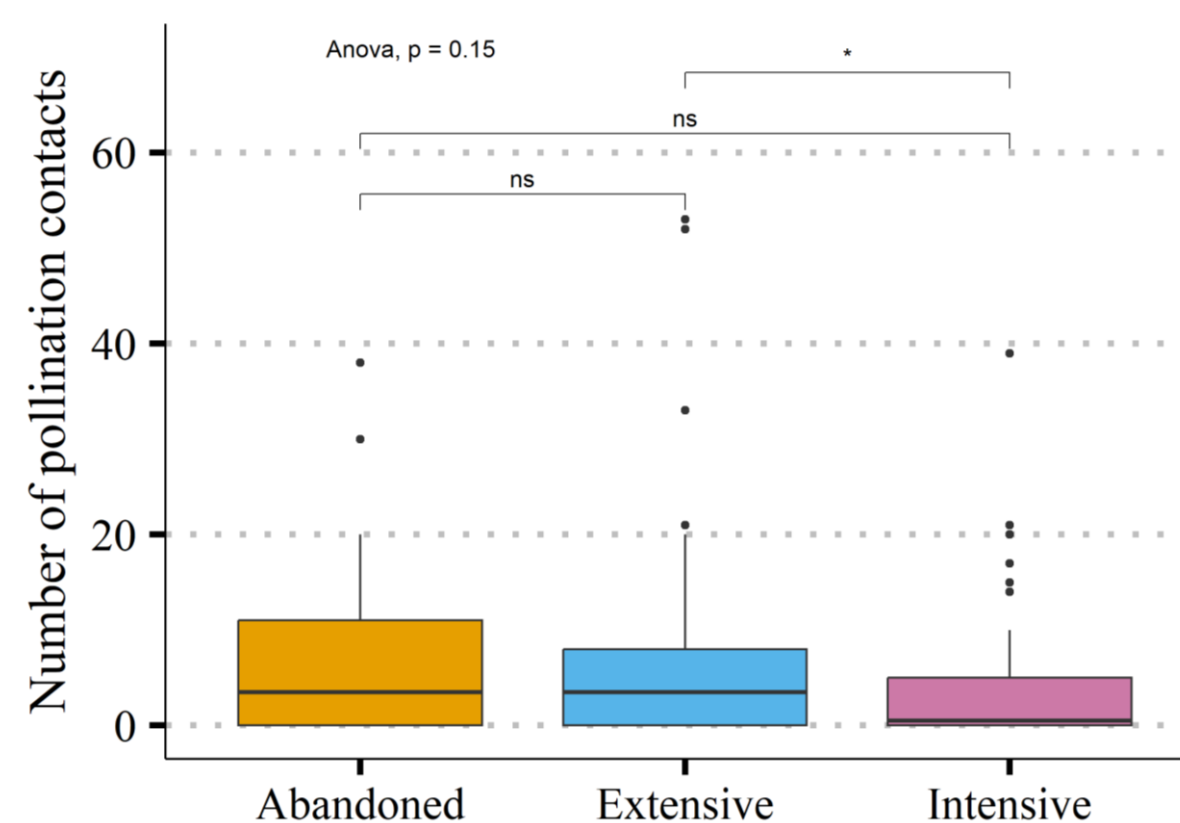 Anova, p = 0.15
*
ns
ns
Number of pollination contacts
60
40
20
0
Abandoned Extensive Intensive